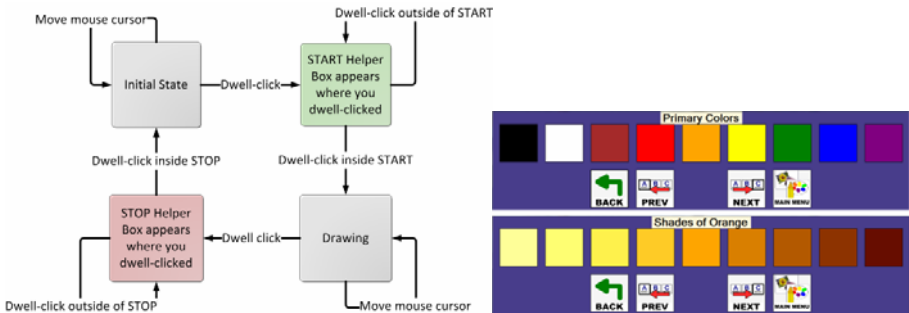 Move mouse cursor
Initial State
Dwell-click
Dwell-click outside of START
START Helper
Box appears
where you
dwell-clicked
Dwell-click inside STOP
Dwell-click inside START
STOP Helper
Box appears
where you
dwell-clicked
Dwell click
Drawing
Dwell-click outside of STOP
Move mouse cursor
Primary Colors
A B C
A B C
BACK
PREV
NEXT
MAIN MENU
Shades of Orange
A B C
A B C
BACK
PREV
NEXT
MAIN MENU